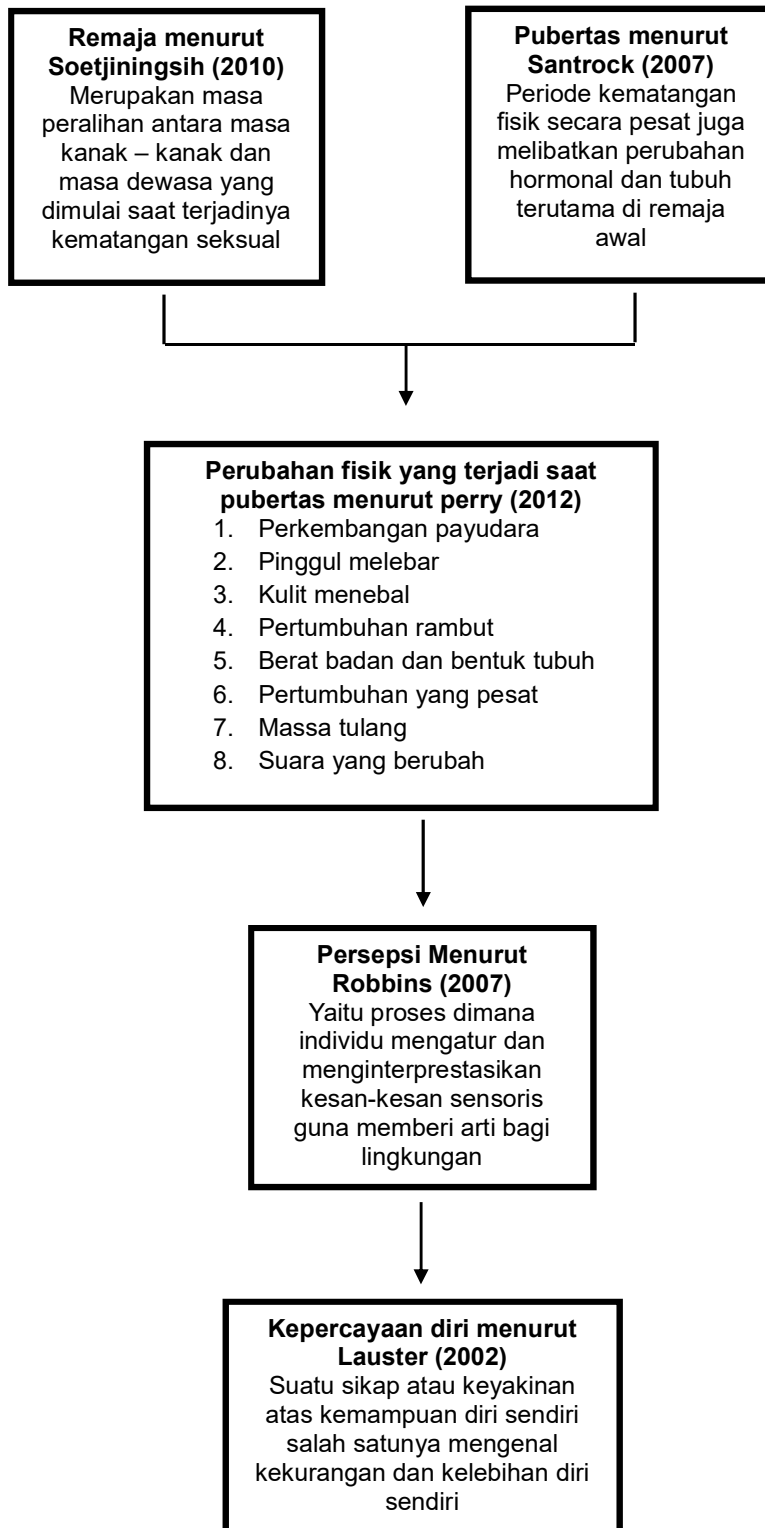 Remaja menurut
Soetjiningsih (2010)
Merupakan masa
peralihan antara masa
kanak – kanak dan
masa dewasa yang
dimulai saat terjadinya
kematangan seksual
Pubertas menurut
Santrock (2007)
Periode kematangan
fisik secara pesat juga
melibatkan perubahan
hormonal dan tubuh
terutama di remaja
awal
Perubahan fisik yang terjadi saat
pubertas menurut perry (2012)
1. Perkembangan payudara
2. Pinggul melebar
3. Kulit menebal
4. Pertumbuhan rambut
5. Berat badan dan bentuk tubuh
6. Pertumbuhan yang pesat
7. Massa tulang
8. Suara yang berubah
Persepsi Menurut
Robbins (2007)
Yaitu proses dimana
individu mengatur dan
menginterprestasikan
kesan-kesan sensoris
guna memberi arti bagi
lingkungan
Kepercayaan diri menurut
Lauster (2002)
Suatu sikap atau keyakinan
atas kemampuan diri sendiri
salah satunya mengenal
kekurangan dan kelebihan diri
sendiri